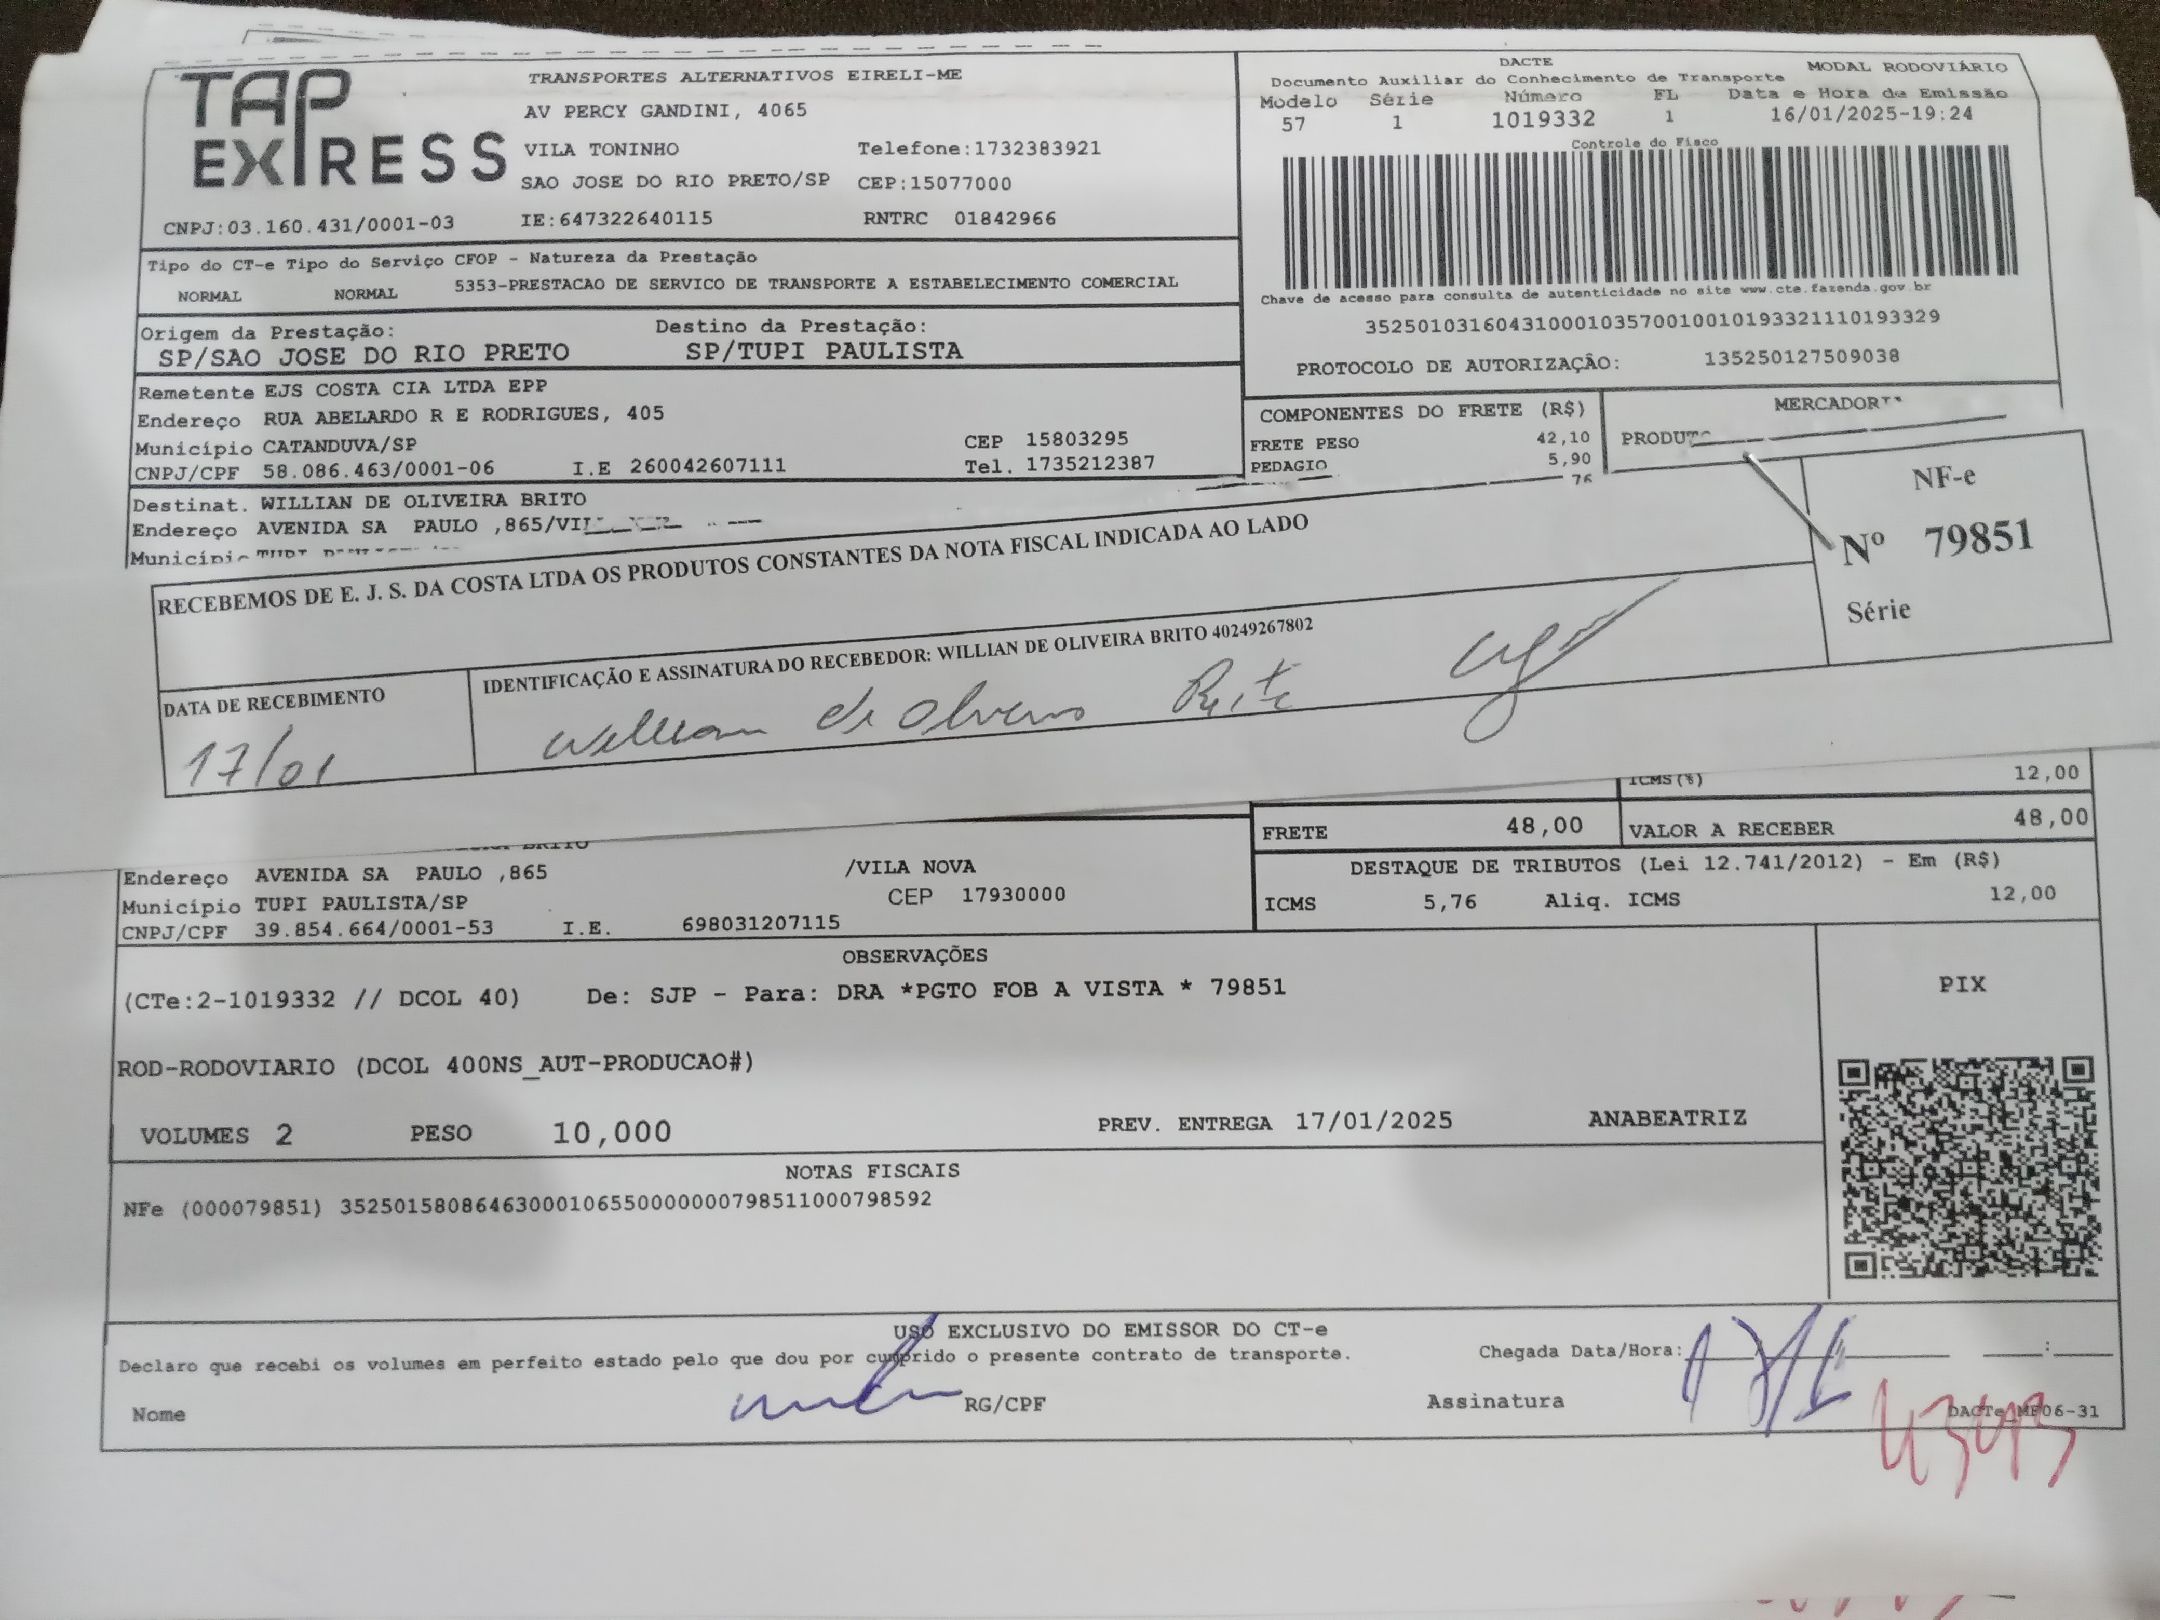 TAP EXPRESS
TRANSPORTES ALTERNATIVOS EIRELI-ME
AV PERCY GANDINI, 4065
VILA TONINHO Telefone:1732383921
SAO JOSE DO RIO PRETO/SP CEP:15077000
CNPJ:03.160.431/0001-03 IE:647322640115 RNTRC 01842966
DACTE MODAL RODOVIÁRIO
Documento Auxiliar do Conhecimento de Transporte
Modelo Série Número FL Data e Hora de Emissão
57 1 1019332 1 16/01/2025-19:24
Controle do Fisco
Chave de acesso para consulta de autenticidade no site www.cte.fazenda.gov.br
35250103160431000103570010010193321110193329
PROTOCOLO DE AUTORIZAÇÃO: 135250127509038
Tipo do CT-e Tipo do Serviço CFOP - Natureza da Prestação
NORMAL NORMAL 5353-PRESTACAO DE SERVICO DE TRANSPORTE A ESTABELECIMENTO COMERCIAL
Origem da Prestação: Destino da Prestação:
SP/SAO JOSE DO RIO PRETO SP/TUPI PAULISTA
Remetente EJS COSTA CIA LTDA EPP
Endereço RUA ABELARDO R E RODRIGUES, 405
Município CATANDUVA/SP CEP 15803295
CNPJ/CPF 58.086.463/0001-06 I.E 260042607111 Tel. 1735212387
COMPONENTES DO FRETE (R$)
FRETE PESO 42,10
PEDAGIO 5,90
Destinat. WILLIAN DE OLIVEIRA BRITO
Endereço AVENIDA SA PAULO ,865
Município
RECEBEMOS DE E. J. S. DA COSTA LTDA OS PRODUTOS CONSTANTES DA NOTA FISCAL INDICADA AO LADO
NF-e
Nº 79851
Série
DATA DE RECEBIMENTO
17/01
IDENTIFICAÇÃO E ASSINATURA DO RECEBEDOR: WILLIAN DE OLIVEIRA BRITO 40249267802
William de Oliveira Brito
ICMS(%) 12,00
FRETE 48,00 VALOR A RECEBER 48,00
DESTAQUE DE TRIBUTOS (Lei 12.741/2012) - Em (R$)
ICMS 5,76 Aliq. ICMS 12,00
Endereço AVENIDA SA PAULO ,865 /VILA NOVA
Município TUPI PAULISTA/SP CEP 17930000
CNPJ/CPF 39.854.664/0001-53 I.E. 698031207115
OBSERVAÇÕES
(CTe:2-1019332 // DCOL 40) De: SJP - Para: DRA *PGTO FOB A VISTA * 79851
ROD-RODOVIARIO (DCOL 400NS_AUT-PRODUCAO#)
VOLUMES 2 PESO 10,000 PREV. ENTREGA 17/01/2025 ANABEATRIZ
PIX
NOTAS FISCAIS
NFe (000079851) 35250158086463000106550000000798511000798592
USO EXCLUSIVO DO EMISSOR DO CT-e
Declaro que recebi os volumes em perfeito estado pelo que dou por cumprido o presente contrato de transporte.
Chegada Data/Hora: 17/1
Nome RG/CPF Assinatura
DACTe_MF06-31